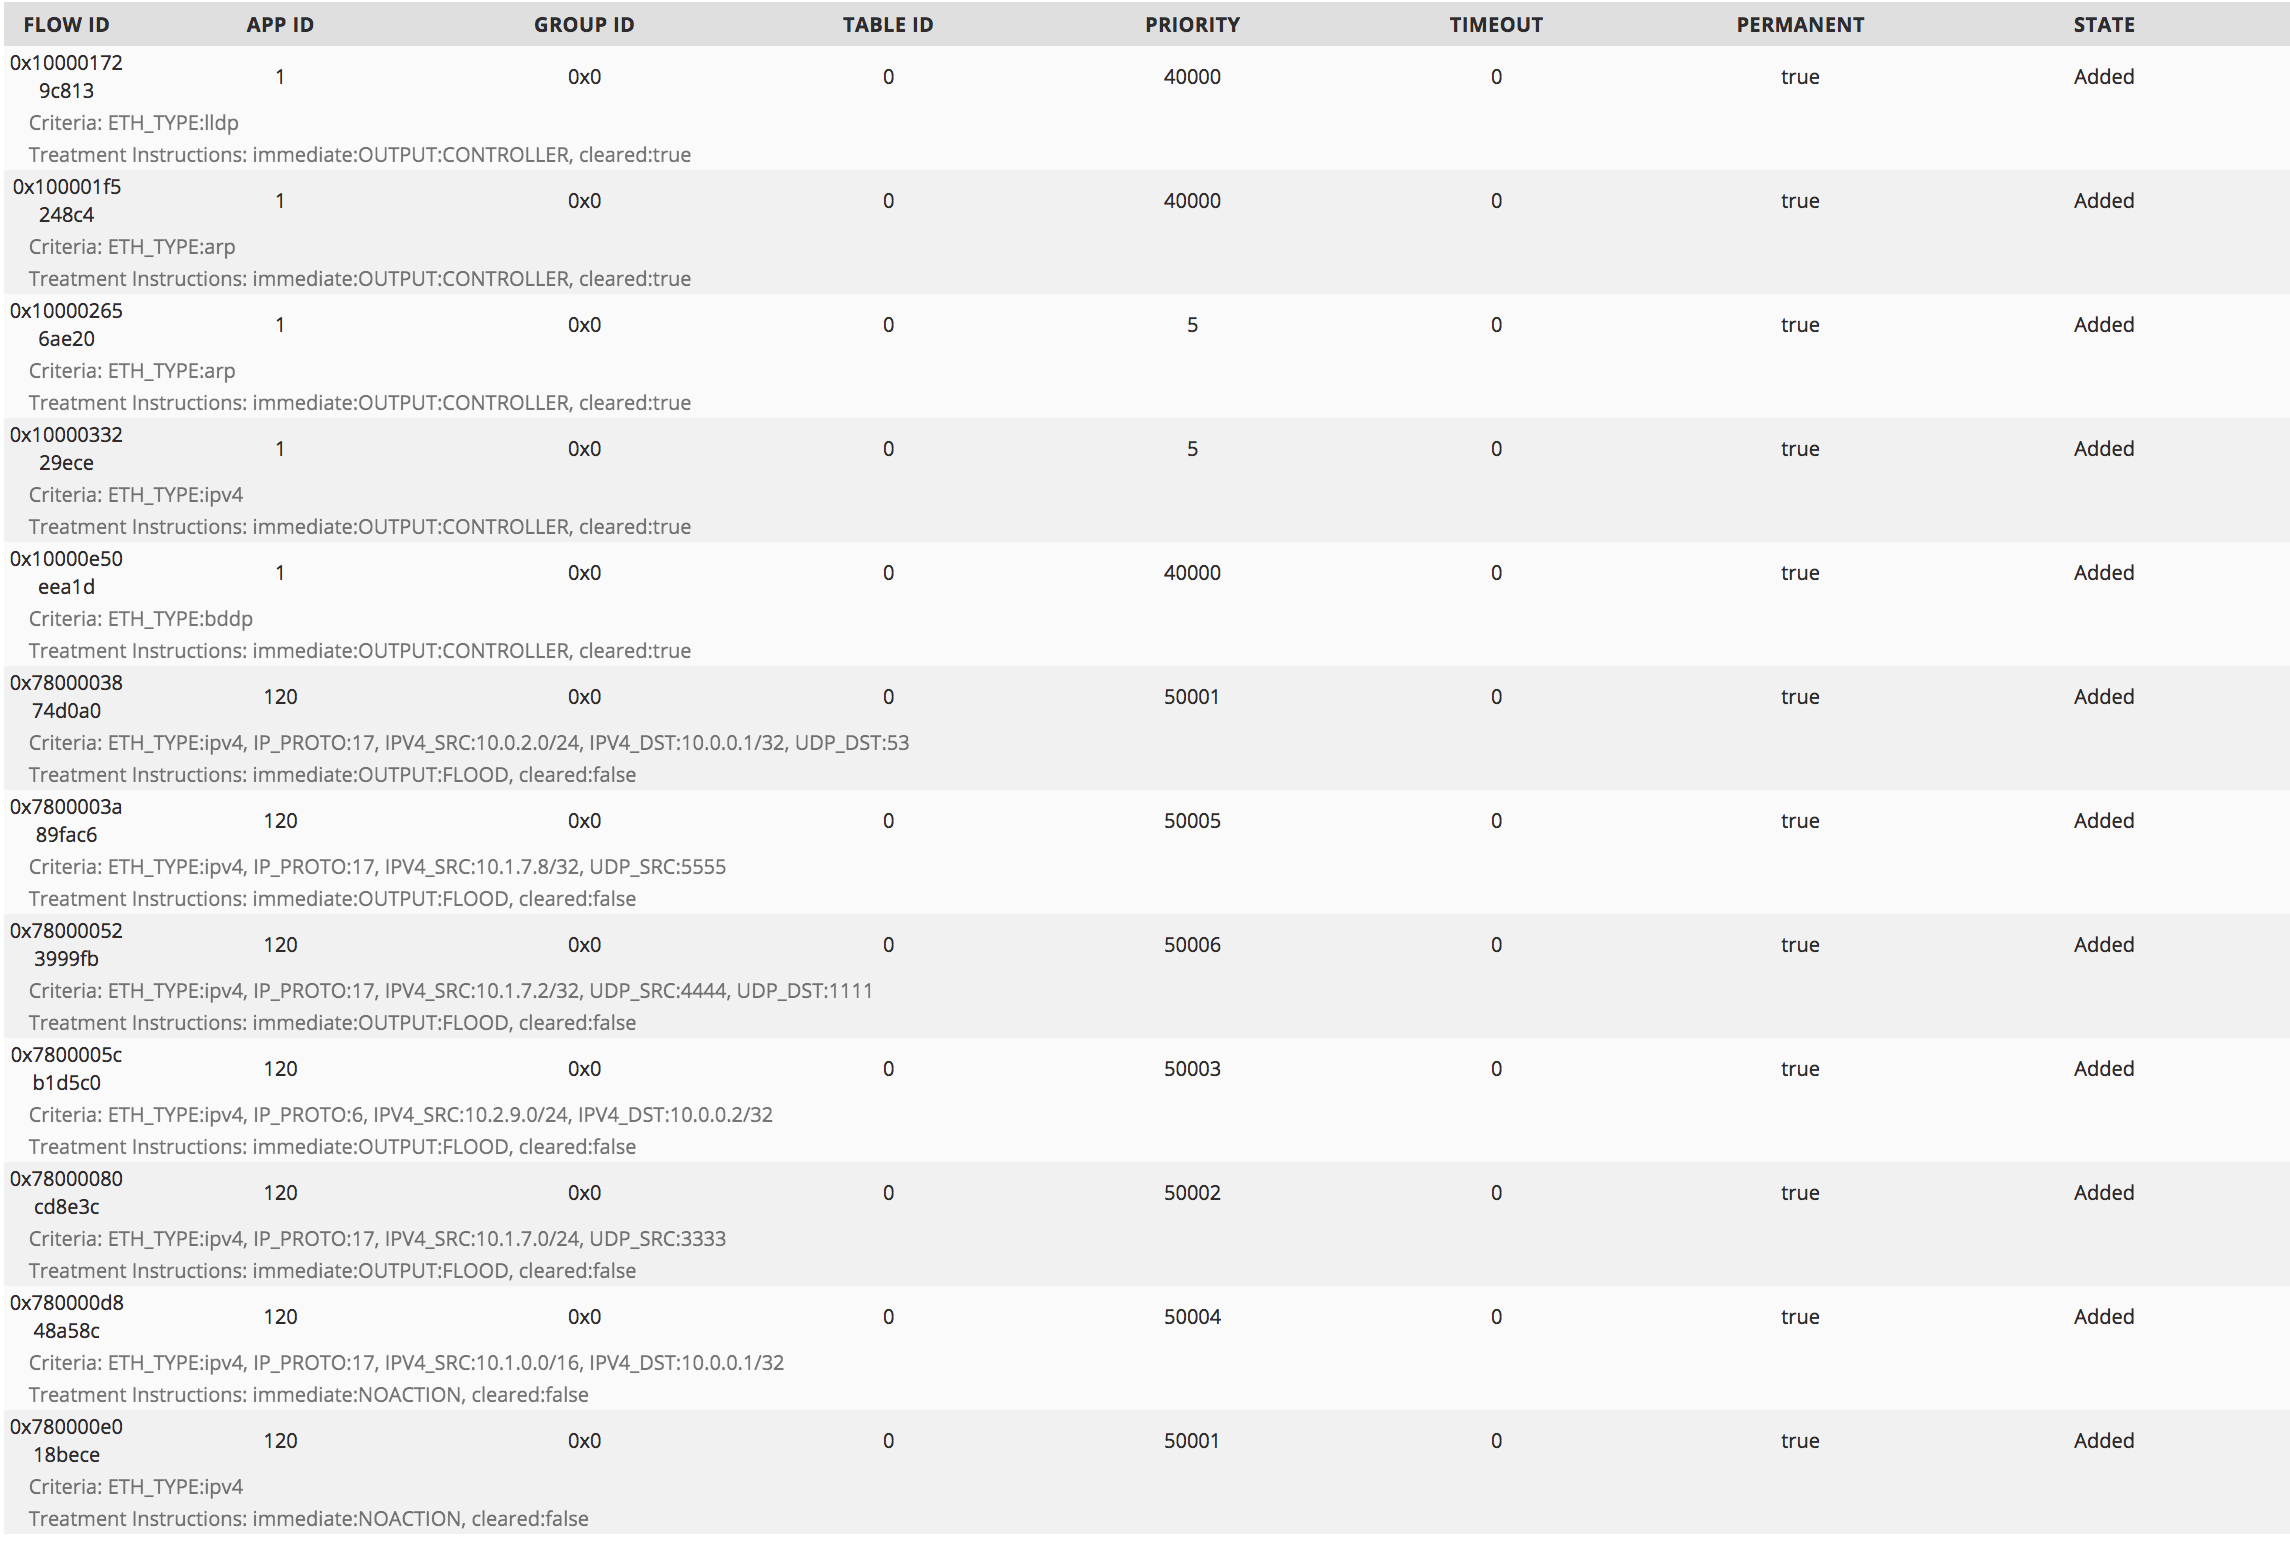 FLOW ID APP ID GROUP ID TABLE ID PRIORITY TIMEOUT PERMANENT STATE
0x10000172
9c813 1 0x0 0 40000 0 true Added
Criteria: ETH_TYPE:lldp
Treatment Instructions: immediate:OUTPUT:CONTROLLER, cleared:true
0x100001f5
248c4 1 0x0 0 40000 0 true Added
Criteria: ETH_TYPE:arp
Treatment Instructions: immediate:OUTPUT:CONTROLLER, cleared:true
0x10000265
6ae20 1 0x0 0 5 0 true Added
Criteria: ETH_TYPE:arp
Treatment Instructions: immediate:OUTPUT:CONTROLLER, cleared:true
0x10000332
29ece 1 0x0 0 5 0 true Added
Criteria: ETH_TYPE:ipv4
Treatment Instructions: immediate:OUTPUT:CONTROLLER, cleared:true
0x10000e50
eea1d 1 0x0 0 40000 0 true Added
Criteria: ETH_TYPE:bddp
Treatment Instructions: immediate:OUTPUT:CONTROLLER, cleared:true
0x78000038
74d0a0 120 0x0 0 50001 0 true Added
Criteria: ETH_TYPE:ipv4, IP_PROTO:17, IPV4_SRC:10.0.2.0/24, IPV4_DST:10.0.0.1/32, UDP_DST:53
Treatment Instructions: immediate:OUTPUT:FLOOD, cleared:false
0x7800003a
89fac6 120 0x0 0 50005 0 true Added
Criteria: ETH_TYPE:ipv4, IP_PROTO:17, IPV4_SRC:10.1.7.8/32, UDP_SRC:5555
Treatment Instructions: immediate:OUTPUT:FLOOD, cleared:false
0x78000052
3999fb 120 0x0 0 50006 0 true Added
Criteria: ETH_TYPE:ipv4, IP_PROTO:17, IPV4_SRC:10.1.7.2/32, UDP_SRC:4444, UDP_DST:1111
Treatment Instructions: immediate:OUTPUT:FLOOD, cleared:false
0x7800005c
b1d5c0 120 0x0 0 50003 0 true Added
Criteria: ETH_TYPE:ipv4, IP_PROTO:6, IPV4_SRC:10.2.9.0/24, IPV4_DST:10.0.0.2/32
Treatment Instructions: immediate:OUTPUT:FLOOD, cleared:false
0x78000080
cd8e3c 120 0x0 0 50002 0 true Added
Criteria: ETH_TYPE:ipv4, IP_PROTO:17, IPV4_SRC:10.1.7.0/24, UDP_SRC:3333
Treatment Instructions: immediate:OUTPUT:FLOOD, cleared:false
0x780000d8
48a58c 120 0x0 0 50004 0 true Added
Criteria: ETH_TYPE:ipv4, IP_PROTO:17, IPV4_SRC:10.1.0.0/16, IPV4_DST:10.0.0.1/32
Treatment Instructions: immediate:NOACTION, cleared:false
0x780000e0
18bece 120 0x0 0 50001 0 true Added
Criteria: ETH_TYPE:ipv4
Treatment Instructions: immediate:NOACTION, cleared:false